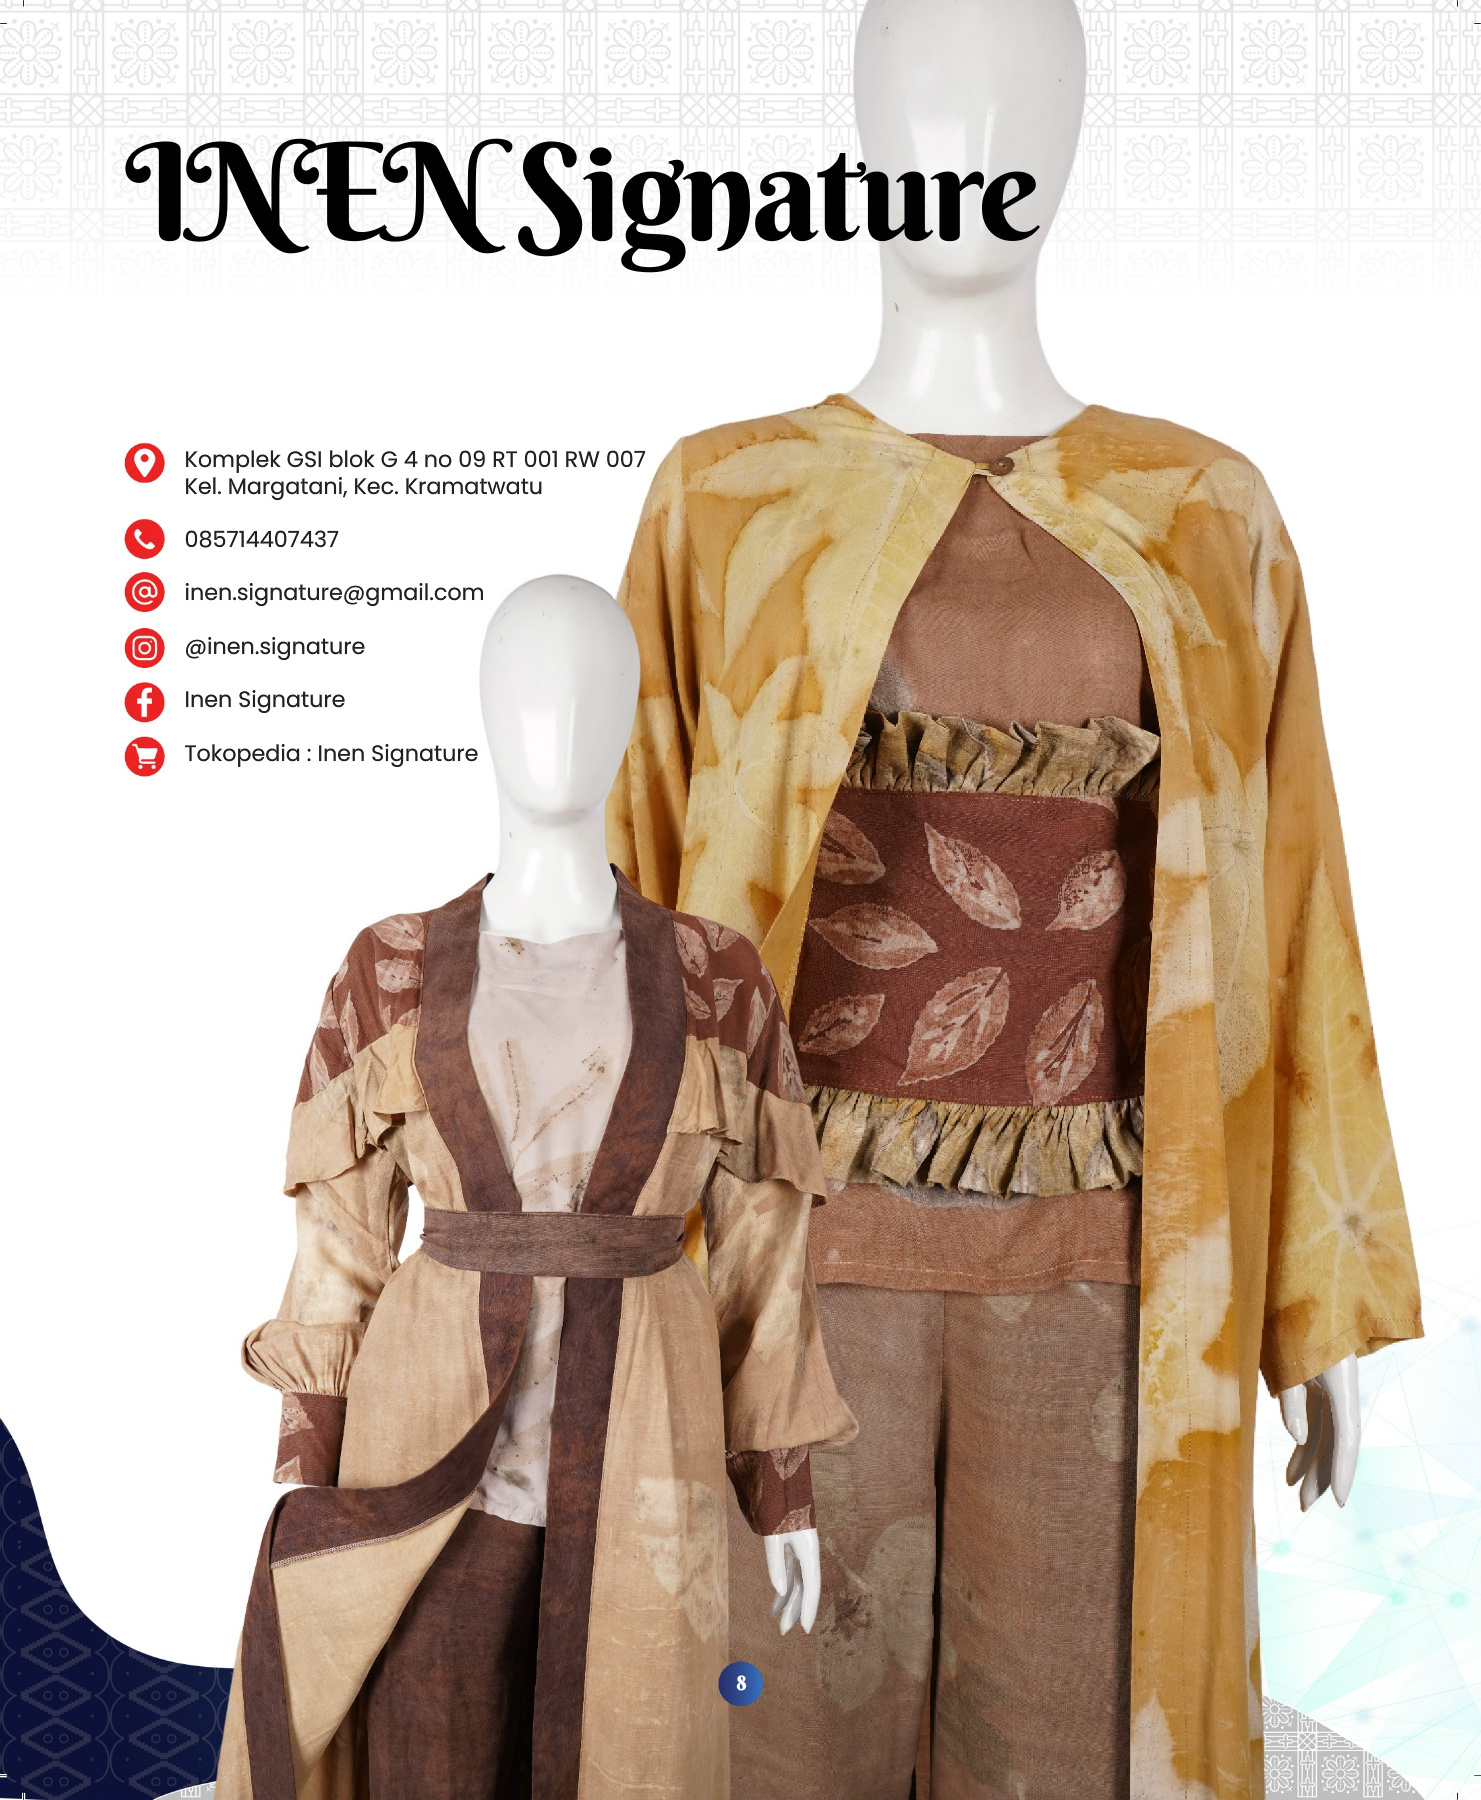 INEN Signature
Komplek GSI blok G 4 no 09 RT 001 RW 007
Kel. Margatani, Kec. Kramatwatu
085714407437
inen.signature@gmail.com
@inen.signature
Inen Signature
Tokopedia : Inen Signature
8